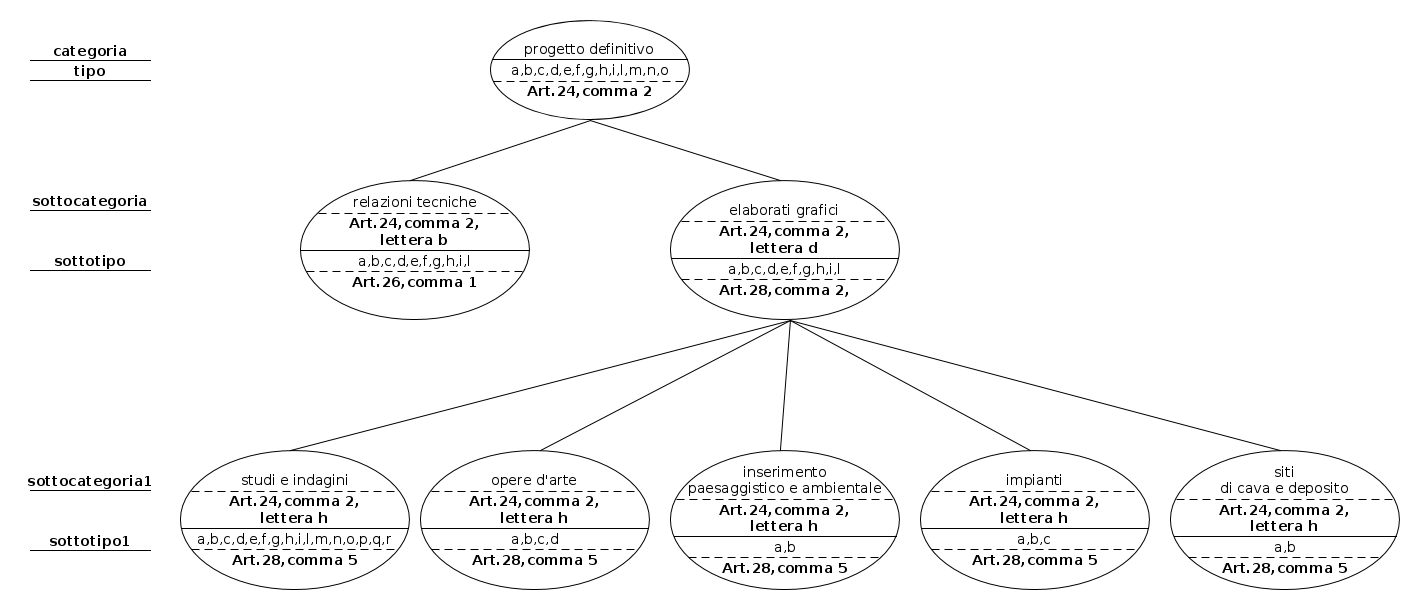 categoria
tipo
progetto definitivo
a,b,c,d,e,f,g,h,i,l,m,n,o
Art.24,comma 2
sottocategoria
sottotipo
relazioni tecniche
Art.24,comma 2,
lettera b
a,b,c,d,e,f,g,h,i,l
Art.26,comma 1
elaborati grafici
Art.24,comma 2,
lettera d
a,b,c,d,e,f,g,h,i,l
Art.28,comma 2,
sottocategoria1
sottotipo1
studi e indagini
Art.24,comma 2,
lettera h
a,b,c,d,e,f,g,h,i,l,m,n,o,p,q,r
Art.28,comma 5
opere d'arte
Art.24,comma 2,
lettera h
a,b,c,d
Art.28,comma 5
inserimento
paesaggistico e ambientale
Art.24,comma 2,
lettera h
a,b
Art.28,comma 5
impianti
Art.24,comma 2,
lettera h
a,b,c
Art.28,comma 5
siti
di cava e deposito
Art.24,comma 2,
lettera h
a,b
Art.28,comma 5